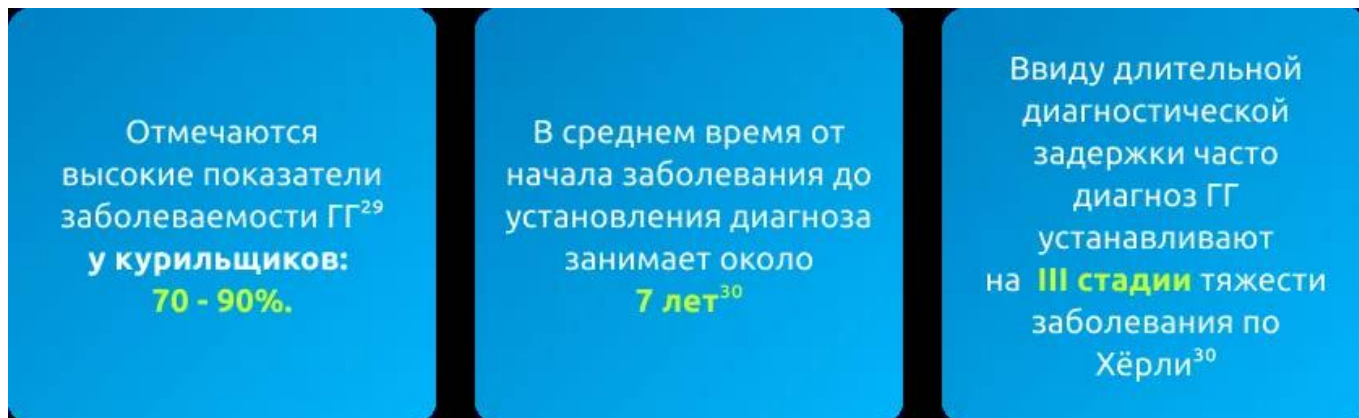 Отмечаются
высокие показатели
заболеваемости ГГ²⁹
у курильщиков:
70 - 90%.
В среднем время от
начала заболевания до
установления диагноза
занимает около
7 лет³⁰
Ввиду длительной
диагностической
задержки часто
диагноз ГГ
устанавливают
на III стадии тяжести
заболевания по
Хёрли³⁰